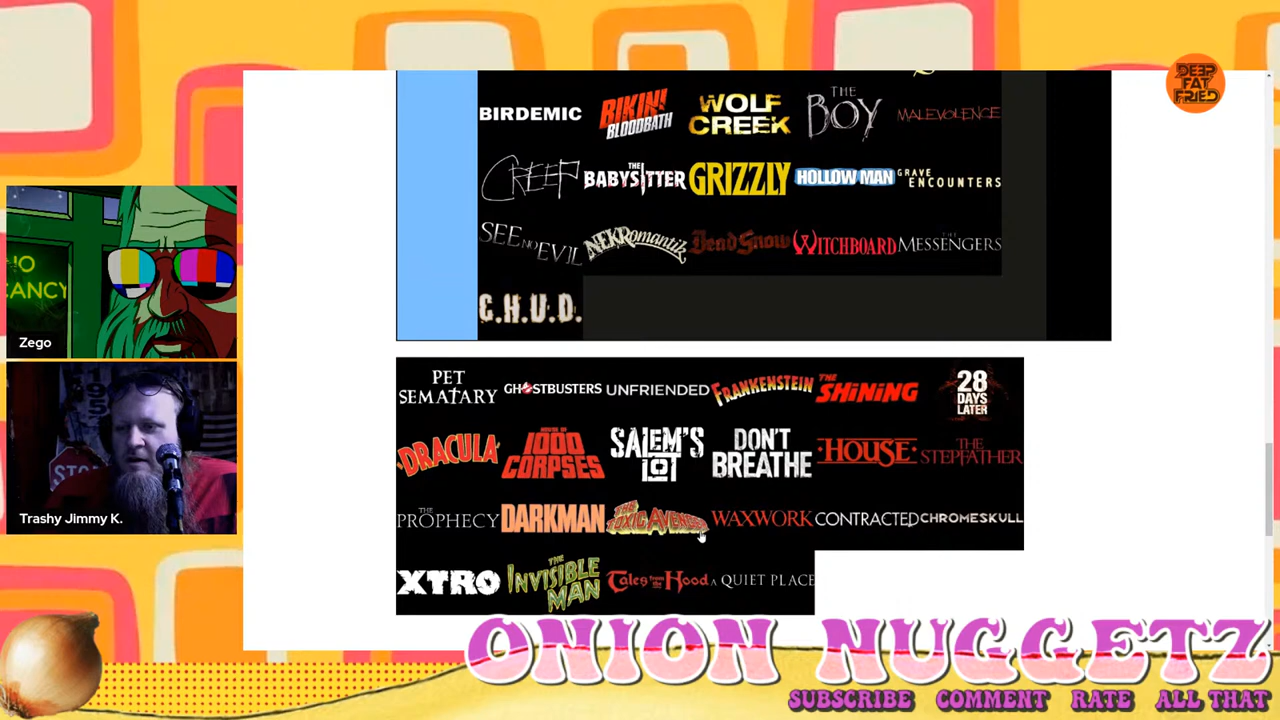 DEEP
FAT
FRIED
BIRDEMIC
BIKINI
BLOODBATH
WOLF
CREEK
THE
BOY
MALEVOLENCE
CREEP
THE
BABYSITTER
GRIZZLY
HOLLOW MAN
GRAVE
ENCOUNTERS
SEE NO EVIL
NEKRomantik
Dead Snow
WITCHBOARD
THE
MESSENGERS
C.H.U.D.
NO
VACANCY
Zego
STOP
Trashy Jimmy K.
PET
SEMATARY
GHOSTBUSTERS
UNFRIENDED
FRANKENSTEIN
THE
SHiNiNG
28
DAYS
LATER
DRACULA
HOUSE OF
1000
CORPSES
SALEM'S
LOT
DON'T
BREATHE
HOUSE
THE
STEPFATHER
THE
PROPHECY
DARKMAN
THE
TOXIC AVENGER
WAXWORK
CONTRACTED
CHROMESKULL
XTRO
THE
INVISIBLE
MAN
Tales from the Hood
A QUIET PLACE
ONION NUGGETZ
SUBSCRIBE COMMENT RATE ALL THAT